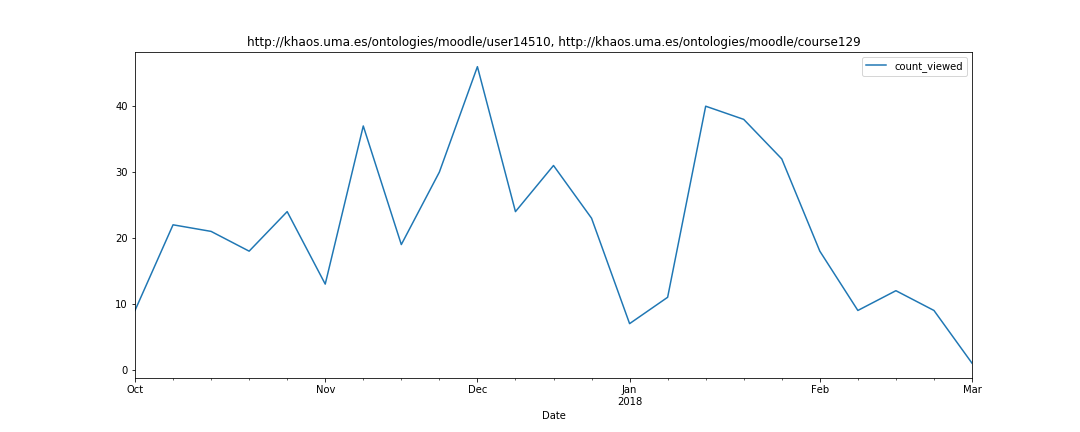 http://khaos.uma.es/ontologies/moodle/user14510, http://khaos.uma.es/ontologies/moodle/course129
count_viewed
40
30
20
10
0
Oct Nov Dec Jan Feb Mar
2018
Date